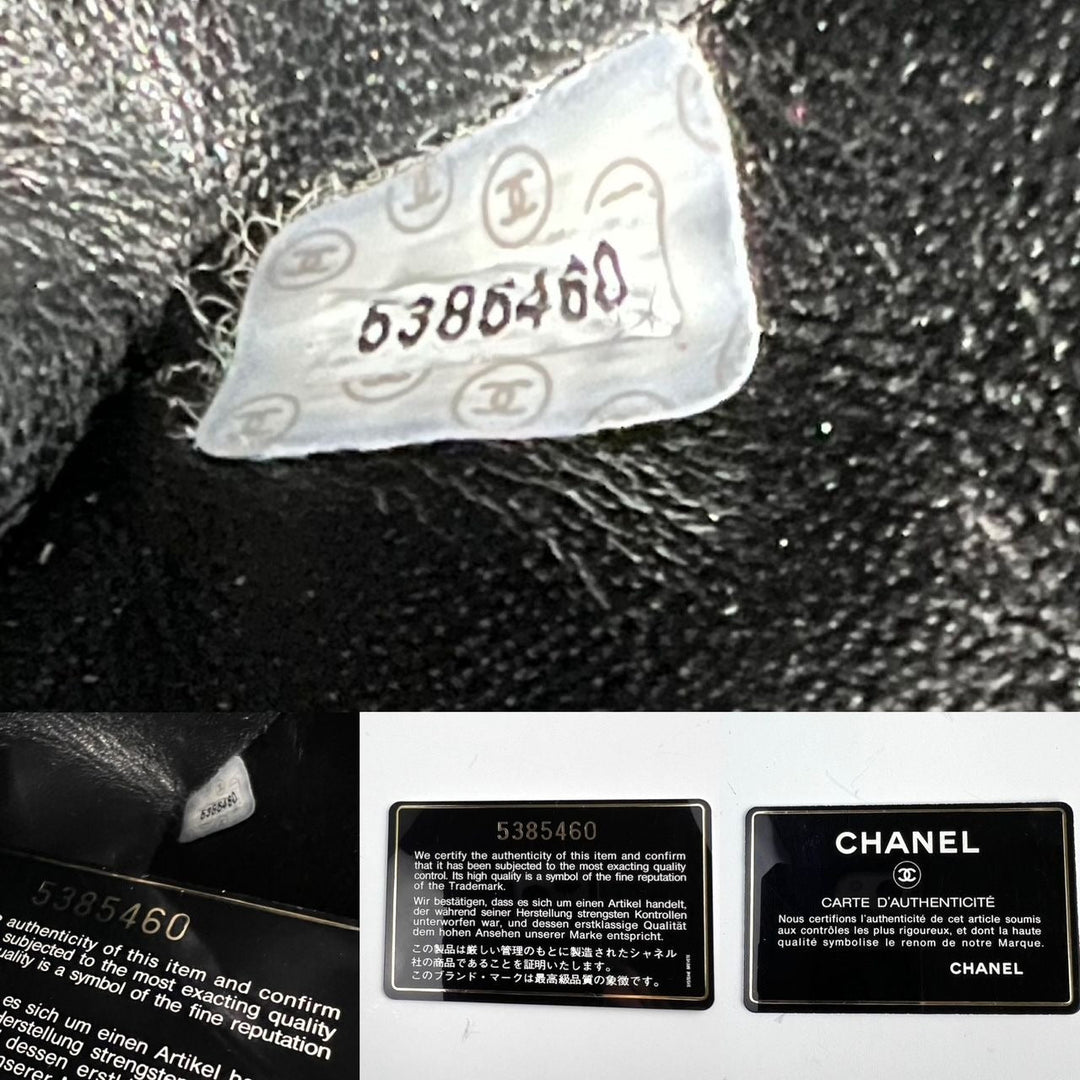 5385460
5385460
5385460
authenticity of this item and confirm
subjected to the most exacting quality
is a symbol of the fine reputation
es sich um einen Artikel
strengsten
dessen
5385460
We certify the authenticity of this item and confirm
that it has been subjected to the most exacting quality
control. Its high quality is a symbol of the fine reputation
of the Trademark.
Wir bestätigen, dass es sich um einen Artikel handelt,
der während seiner Herstellung strengsten Kontrollen
unterworfen war, und dessen erstklassige Qualität
dem hohen Ansehen unserer Marke entspricht.
この製品は厳しい管理のもとに製造されたシャネル
社の商品であることを証明いたします。
このブランド・マークは最高級品質の象徴です。
CHANEL
CARTE D'AUTHENTICITÉ
Nous certifions l'authenticité de cet article soumis
aux contrôles les plus rigoureux, et dont la haute
qualité symbolise le renom de notre Marque.
CHANEL